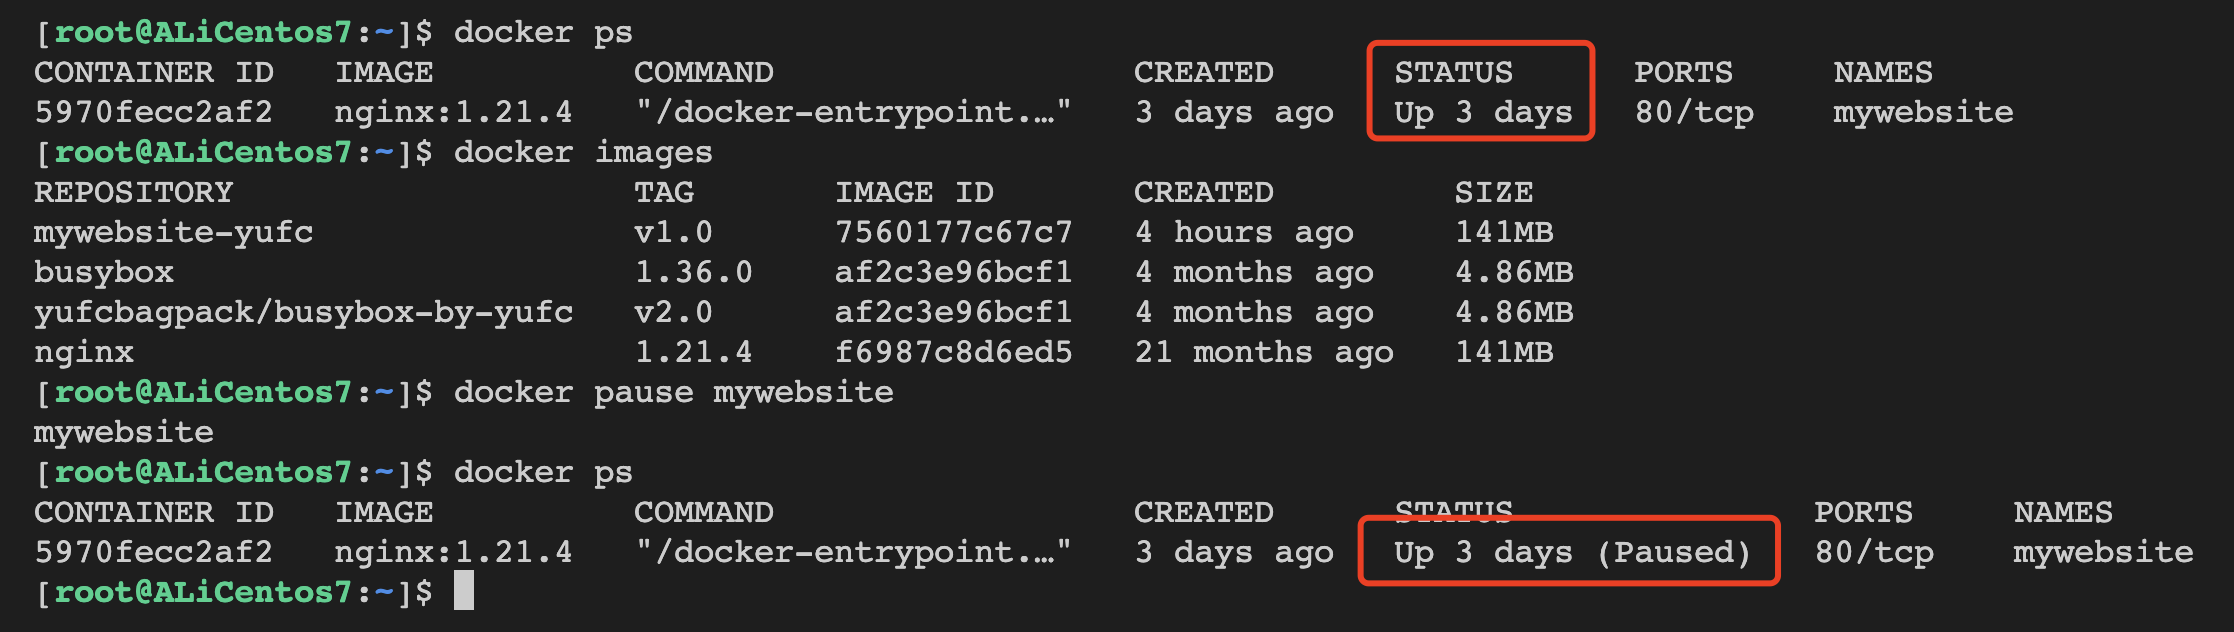 [root@ALiCentos7:~]$ docker ps
CONTAINER ID   IMAGE          COMMAND                  CREATED      STATUS      PORTS     NAMES
5970fecc2af2   nginx:1.21.4   "/docker-entrypoint.…"   3 days ago   Up 3 days   80/tcp    mywebsite
[root@ALiCentos7:~]$ docker images
REPOSITORY                    TAG       IMAGE ID       CREATED         SIZE
mywebsite-yufc                v1.0      7560177c67c7   4 hours ago     141MB
busybox                       1.36.0    af2c3e96bcf1   4 months ago    4.86MB
yufcbagpack/busybox-by-yufc   v2.0      af2c3e96bcf1   4 months ago    4.86MB
nginx                         1.21.4    f6987c8d6ed5   21 months ago   141MB
[root@ALiCentos7:~]$ docker pause mywebsite
mywebsite
[root@ALiCentos7:~]$ docker ps
CONTAINER ID   IMAGE          COMMAND                  CREATED      STATUS               PORTS     NAMES
5970fecc2af2   nginx:1.21.4   "/docker-entrypoint.…"   3 days ago   Up 3 days (Paused)   80/tcp    mywebsite
[root@ALiCentos7:~]$